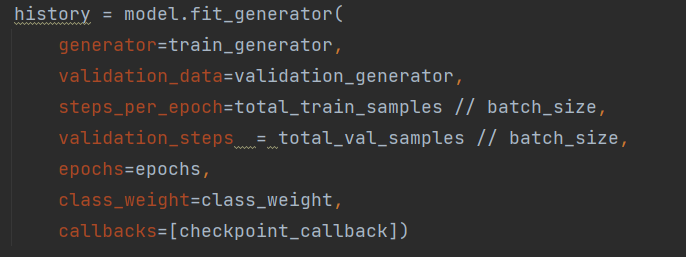 history = model.fit_generator(
    generator=train_generator,
    validation_data=validation_generator,
    steps_per_epoch=total_train_samples // batch_size,
    validation_steps  = total_val_samples // batch_size,
    epochs=epochs,
    class_weight=class_weight,
    callbacks=[checkpoint_callback])